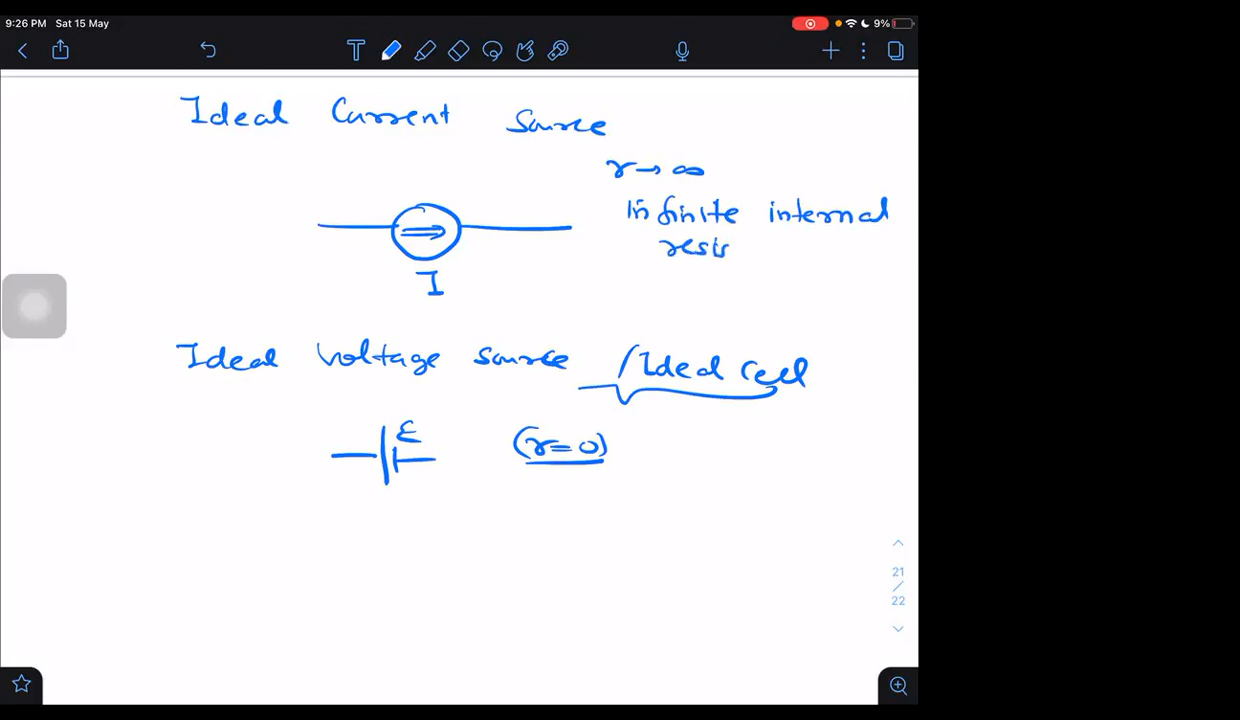 9:26 PM Sat 15 May
9%
Ideal Current Source
r→∞
Infinite internal
resis
I
Ideal voltage source /Ideal cell
ε
(r=0)
21
/
22